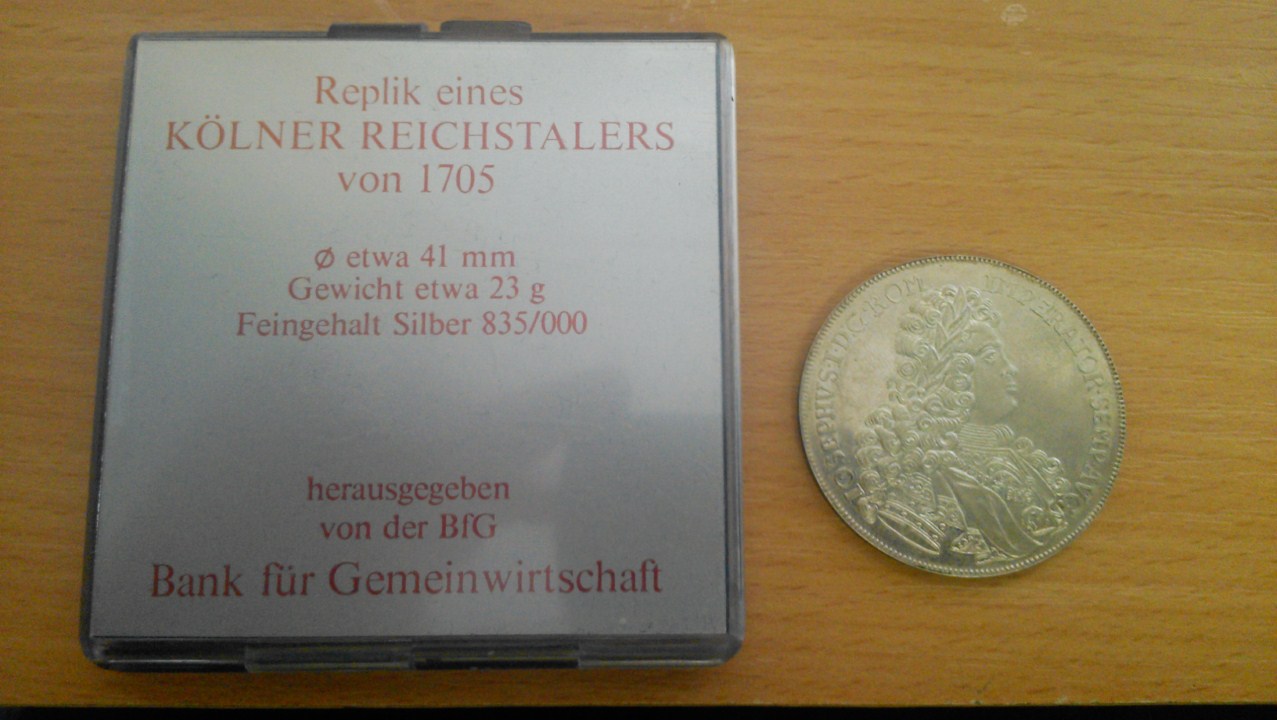 Replik eines
KÖLNER REICHSTALERS
von 1705
Ø etwa 41 mm
Gewicht etwa 23 g
Feingehalt Silber 835/000
herausgegeben
von der BfG
Bank für Gemeinwirtschaft
IOSEPHUS·I·D·G·ROM IMPERATOR·SEMP·AUG·